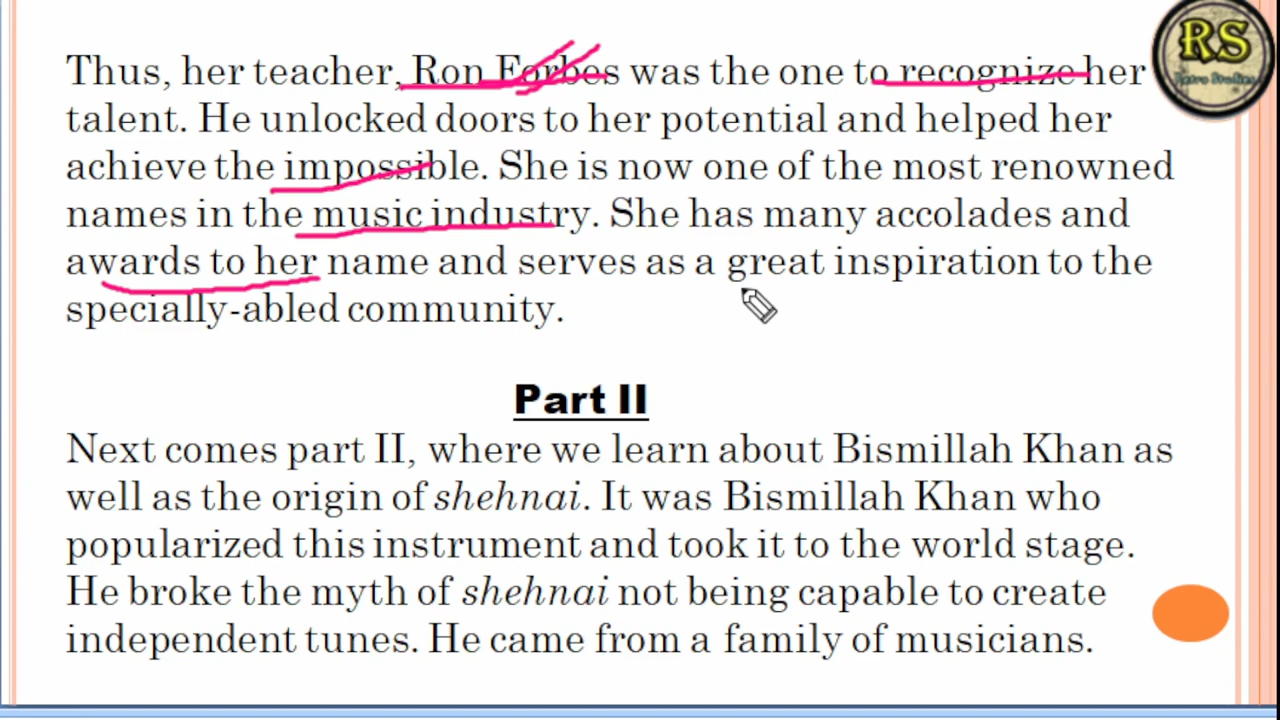 RS
Retro Studies
Thus, her teacher, Ron Forbes was the one to recognize her
talent. He unlocked doors to her potential and helped her
achieve the impossible. She is now one of the most renowned
names in the music industry. She has many accolades and
awards to her name and serves as a great inspiration to the
specially-abled community.
Part II
Next comes part II, where we learn about Bismillah Khan as
well as the origin of shehnai. It was Bismillah Khan who
popularized this instrument and took it to the world stage.
He broke the myth of shehnai not being capable to create
independent tunes. He came from a family of musicians.